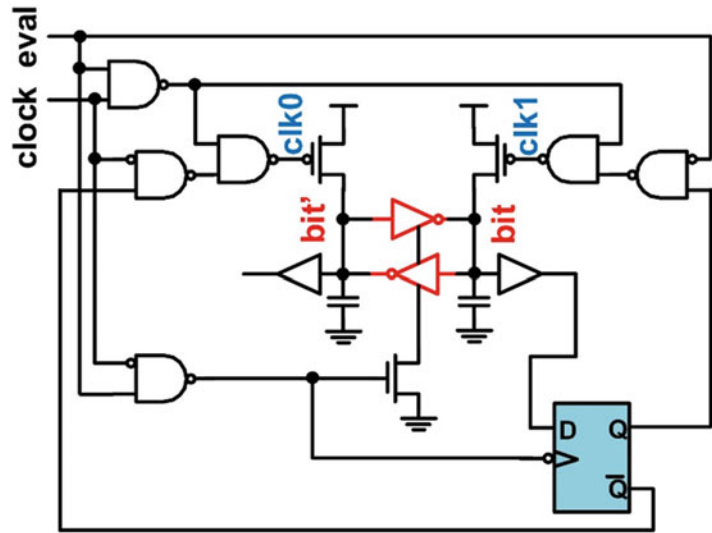 eval
clock
clk0
clk1
bit'
bit
D
Q
Q̅